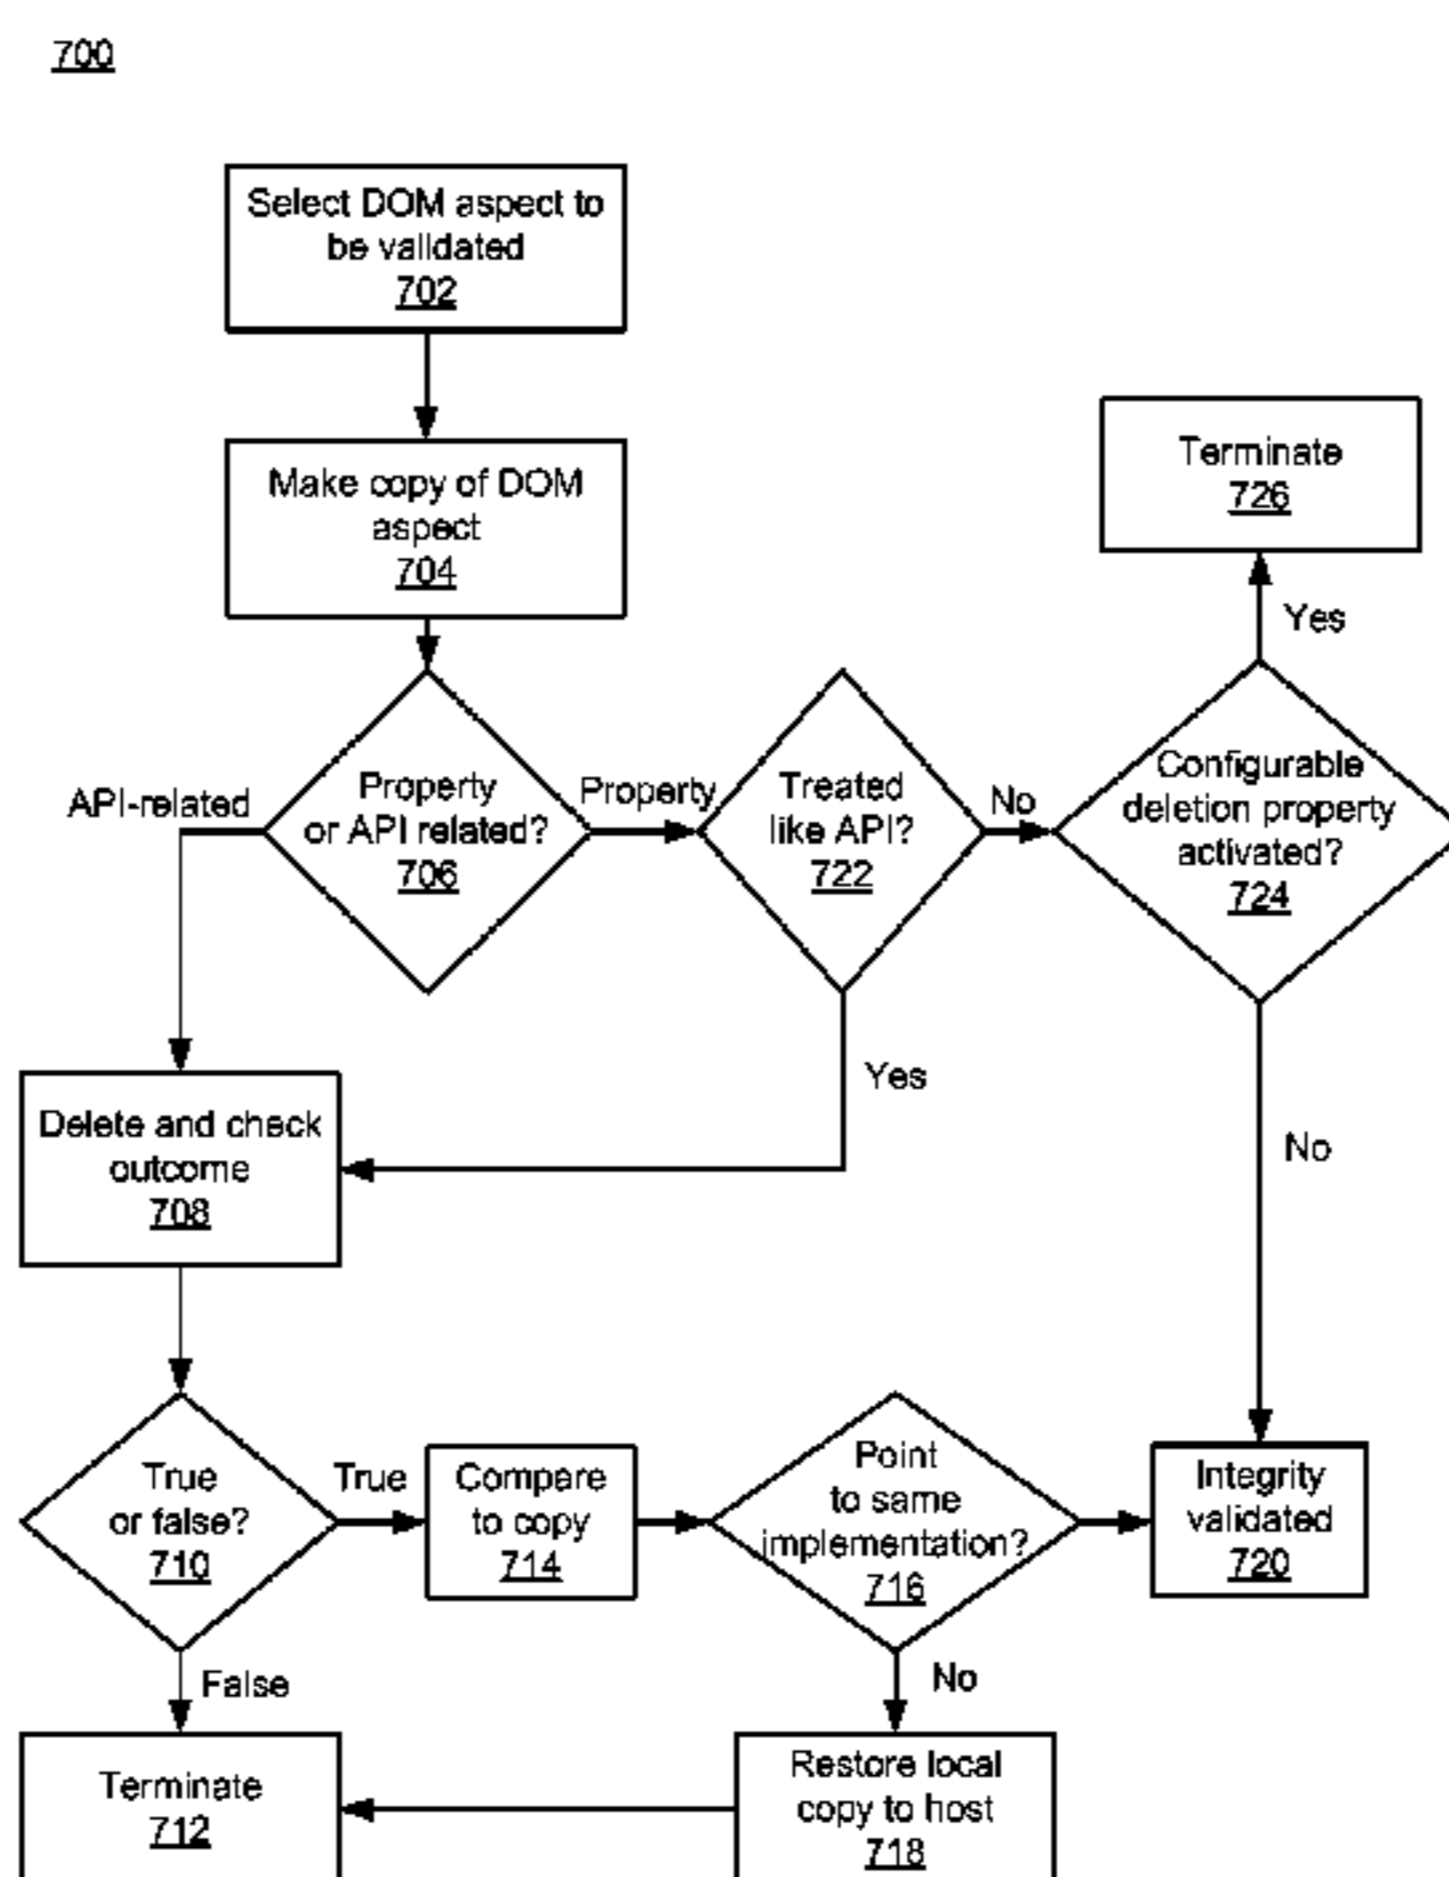 700
Select DOM aspect to
be validated
702
Make copy of DOM
aspect
704
Terminate
726
Yes
API-related
Property
or API related?
706
Property
Treated
like API?
722
No
Configurable
deletion property
activated?
724
Yes
No
Delete and check
outcome
708
True
or false?
710
True
Compare
to copy
714
Point
to same
implementation?
716
Integrity
validated
720
False
No
Terminate
712
Restore local
copy to host
718